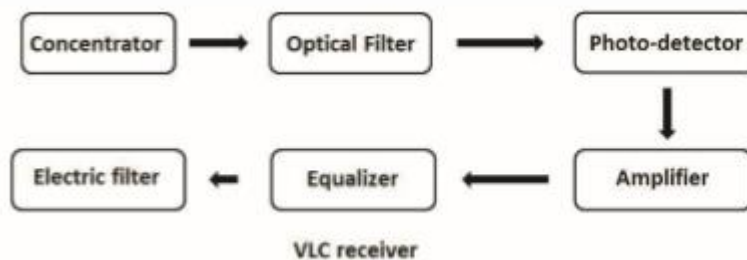 Concentrator
Optical Filter
Photo-detector
Electric filter
Equalizer
Amplifier
VLC receiver